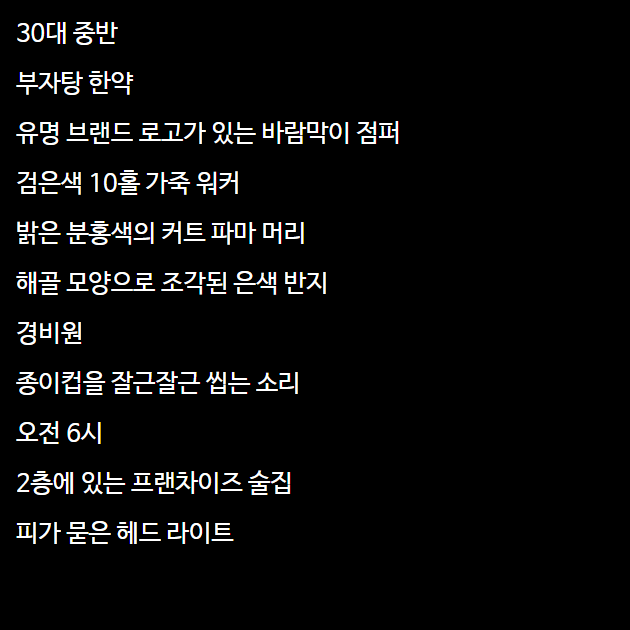 30대 중반
부자탕 한약
유명 브랜드 로고가 있는 바람막이 점퍼
검은색 10홀 가죽 워커
밝은 분홍색의 커트 파마 머리
해골 모양으로 조각된 은색 반지
경비원
종이컵을 잘근잘근 씹는 소리
오전 6시
2층에 있는 프랜차이즈 술집
피가 묻은 헤드 라이트